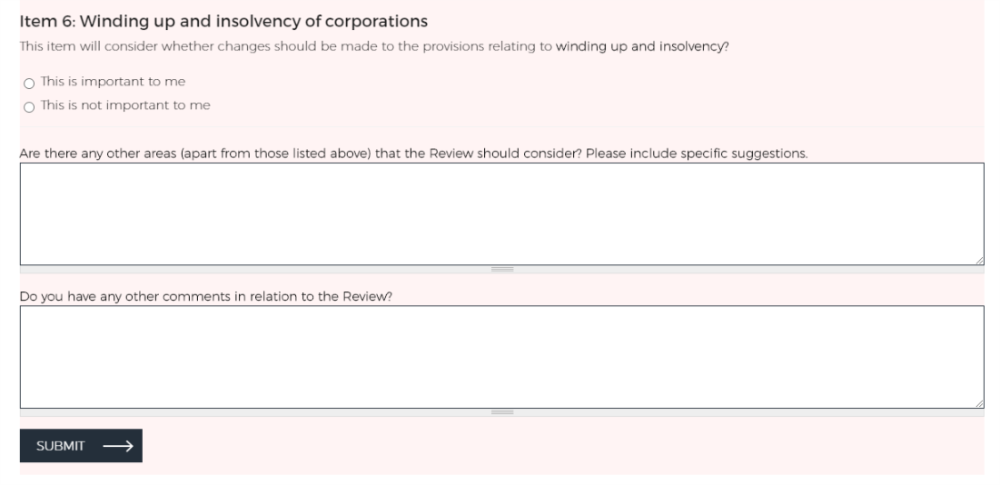 Item 6: Winding up and insolvency of corporations
This item will consider whether changes should be made to the provisions relating to winding up and insolvency?
This is important to me
This is not important to me
Are there any other areas (apart from those listed above) that the Review should consider? Please include specific suggestions.
Do you have any other comments in relation to the Review?
SUBMIT